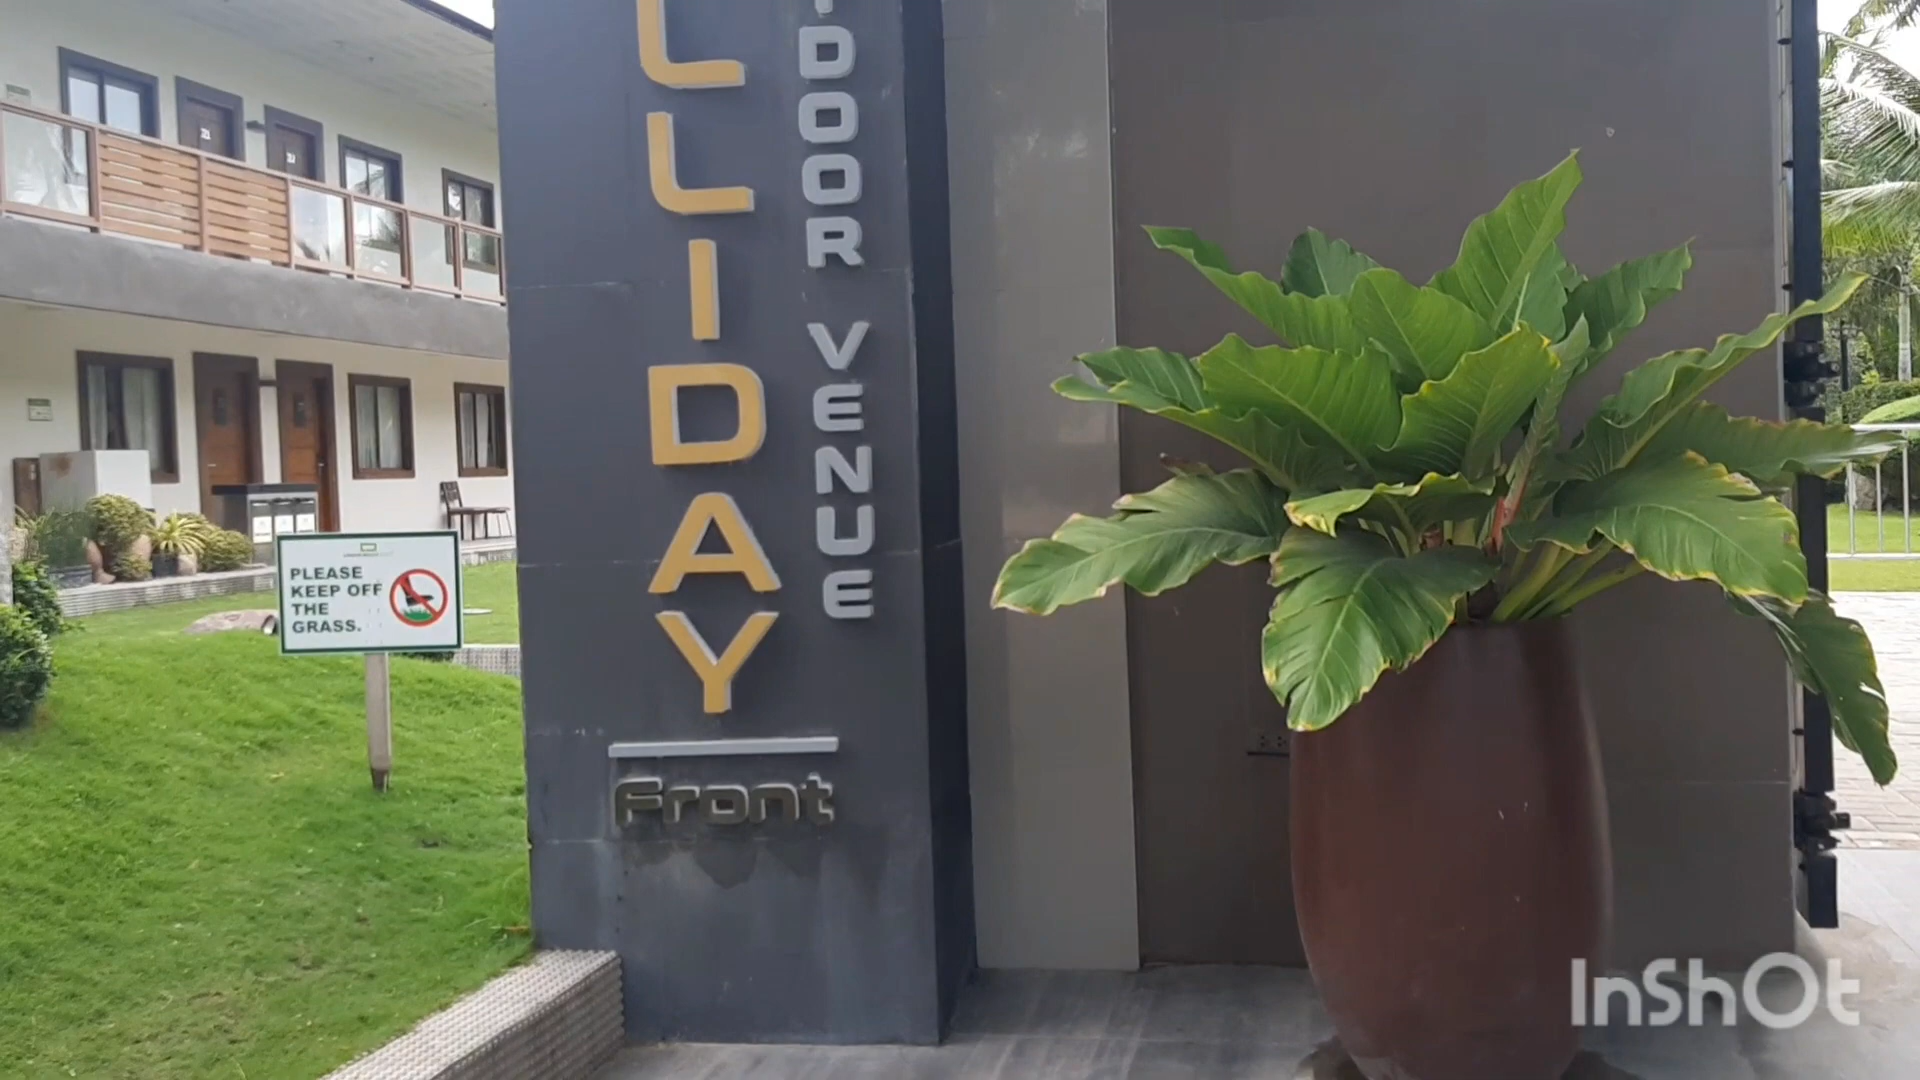 LLIDAY
DOOR VENUE
Front
PLEASE
KEEP OFF
THE
GRASS.
InShOt